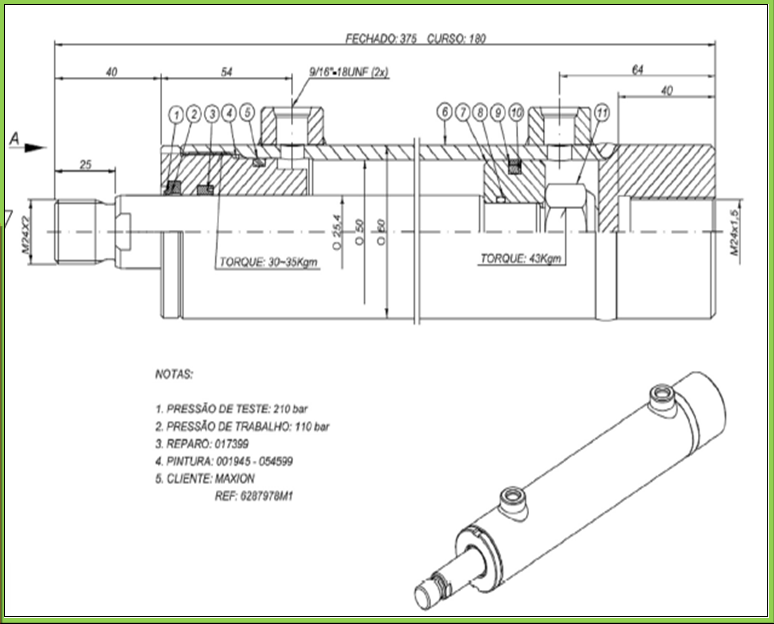 FECHADO: 375 CURSO: 180
40
54
9/16"-18UNF (2x)
64
40
1 2 3 4 5 6 7 8 9 10 11
A
25
M24X2
TORQUE: 30~35Kgm
25,4
50
60
TORQUE: 43Kgm
M24x1,5
NOTAS:
1. PRESSÃO DE TESTE: 210 bar
2. PRESSÃO DE TRABALHO: 110 bar
3. REPARO: 017399
4. PINTURA: 001945 - 054599
5. CLIENTE: MAXION
REF: 6287978M1